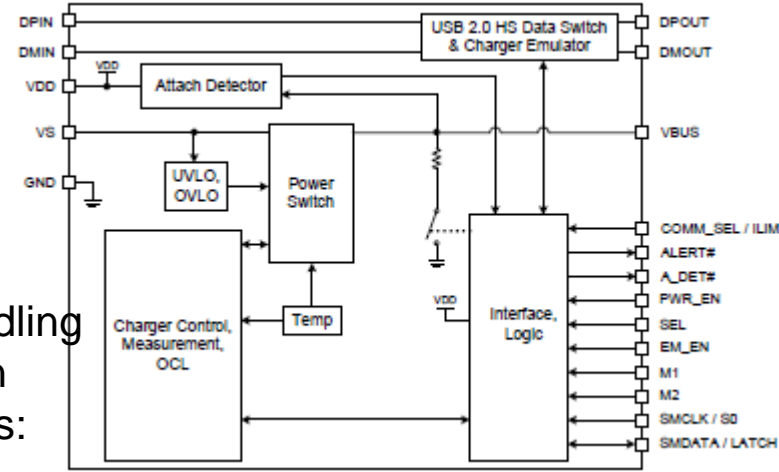 DPIN
DMIN
VDD
VS
GND
VDD
Attach Detector
USB 2.0 HS Data Switch
& Charger Emulator
UVLO,
OVLO
Power
Switch
Temp
Charger Control,
Measurement,
OCL
VDD
Interface,
Logic
DPOUT
DMOUT
VBUS
COMM_SEL / ILIM
ALERT#
A_DET#
PWR_EN
SEL
EM_EN
M1
M2
SMCLK / S0
SMDATA / LATCH
dling
s: